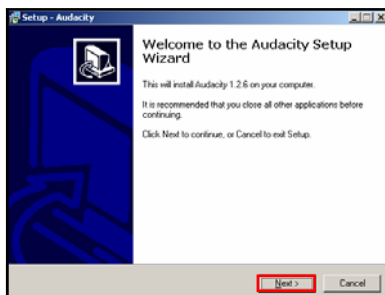 Setup - Audacity
Welcome to the Audacity Setup
Wizard
This will install Audacity 1.2.6 on your computer.
It is recommended that you close all other applications before
continuing.
Click Next to continue, or Cancel to exit Setup.
Next >
Cancel